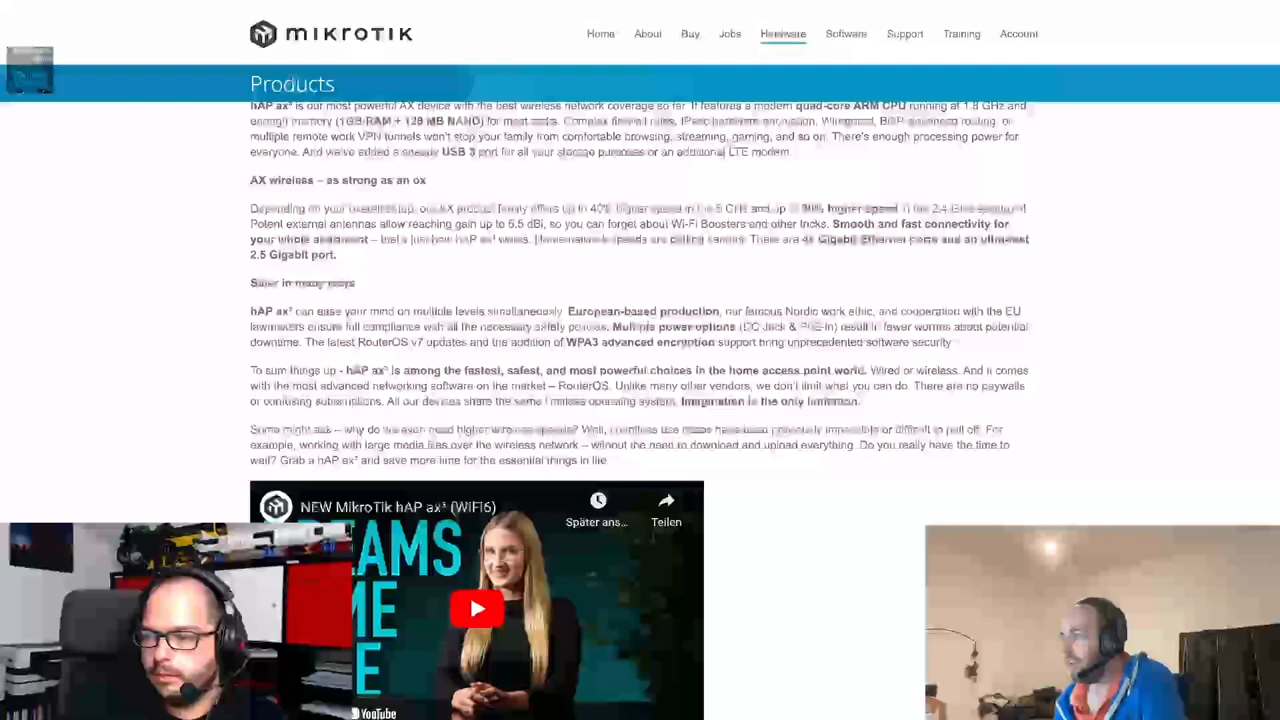 MIKROTIK
Home About Buy Jobs Hardware Software Support Training Account
Products
hAP ax³ is our most powerful AX device with the best wireless network coverage so far. It features a modern quad-core ARM CPU running at 1.8 GHz and
enough memory (1GB RAM + 128 MB NAND) for most tasks. Complex firewall rules, IPsec hardware encryption, Wireguard, BGP advanced routing, or
multiple remote work VPN tunnels won't stop your family from comfortable browsing, streaming, gaming, and so on. There's enough processing power for
everyone. And we've added a speedy USB 3 port for all your storage purposes or an additional LTE modem.
AX wireless – as strong as an ox
Depending on your our AX product family offers up to 40% higher speed in the 5 GHz and up to 90% higher speed in the 2.4 GHz spectrum!
Potent external antennas allow reaching gain up to 5.5 dBi, so you can forget about Wi-Fi Boosters and other tricks. Smooth and fast connectivity for
your whole apartment – that's just how hAP ax³ works. Home network speeds are There are 4x Gigabit Ethernet ports and an ultra-fast
2.5 Gigabit port.
Safer in many ways
hAP ax³ can ease your mind on multiple levels simultaneously. European-based production, our famous Nordic work ethic, and cooperation with the EU
lawmakers ensure full compliance with all the necessary safety policies. Multiple power options (DC Jack & PoE-in) result in fewer worries about potential
downtime. The latest RouterOS v7 updates and the addition of WPA3 advanced encryption support bring unprecedented software security
To sum things up - hAP ax³ is among the fastest, safest, and most powerful choices in the home access point world. Wired or wireless. And it comes
with the most advanced networking software on the market – RouterOS. Unlike many other vendors, we don't limit what you can do. There are no paywalls
or confusing subscriptions. All our devices share the same limitless operating system. Imagination is the only limitation.
Some might ask – why do we even need higher wireless speeds? Well, countless use cases have been previously impossible or difficult to pull off. For
example, working with large media files over the wireless network – without the need to download and upload everything. Do you really have the time to
wait? Grab a hAP ax³ and save more time for the essential things in life
NEW MikroTik hAP ax³ (WiFi6)
Später ans...
Teilen
EAMS
ME
E
YouTube